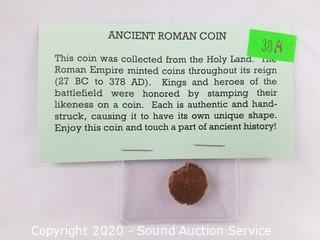 ANCIENT ROMAN COIN
38A
This coin was collected from the Holy Land. The
Roman Empire minted coins throughout its reign
(27 BC to 378 AD). Kings and heroes of the
battlefield were honored by stamping their
likeness on a coin. Each is authentic and hand-
struck, causing it to have its own unique shape.
Enjoy this coin and touch a part of ancient history!
Copyright 2020 - Sound Auction Service